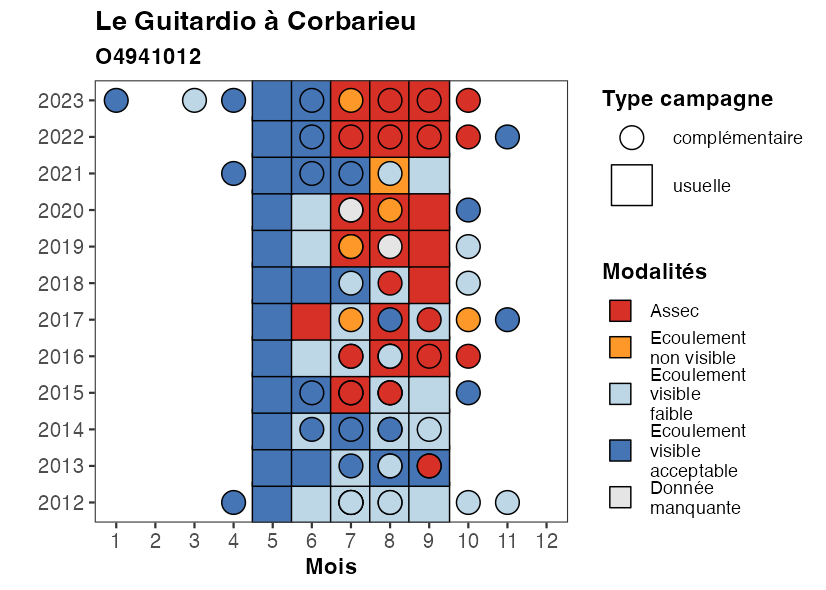 Le Guitardio à Corbarieu
O4941012
2023
2022
2021
2020
2019
2018
2017
2016
2015
2014
2013
2012
1 2 3 4 5 6 7 8 9 10 11 12
Mois
Type campagne
complémentaire
usuelle
Modalités
Assec
Ecoulement
non visible
Ecoulement
visible
faible
Ecoulement
visible
acceptable
Donnée
manquante